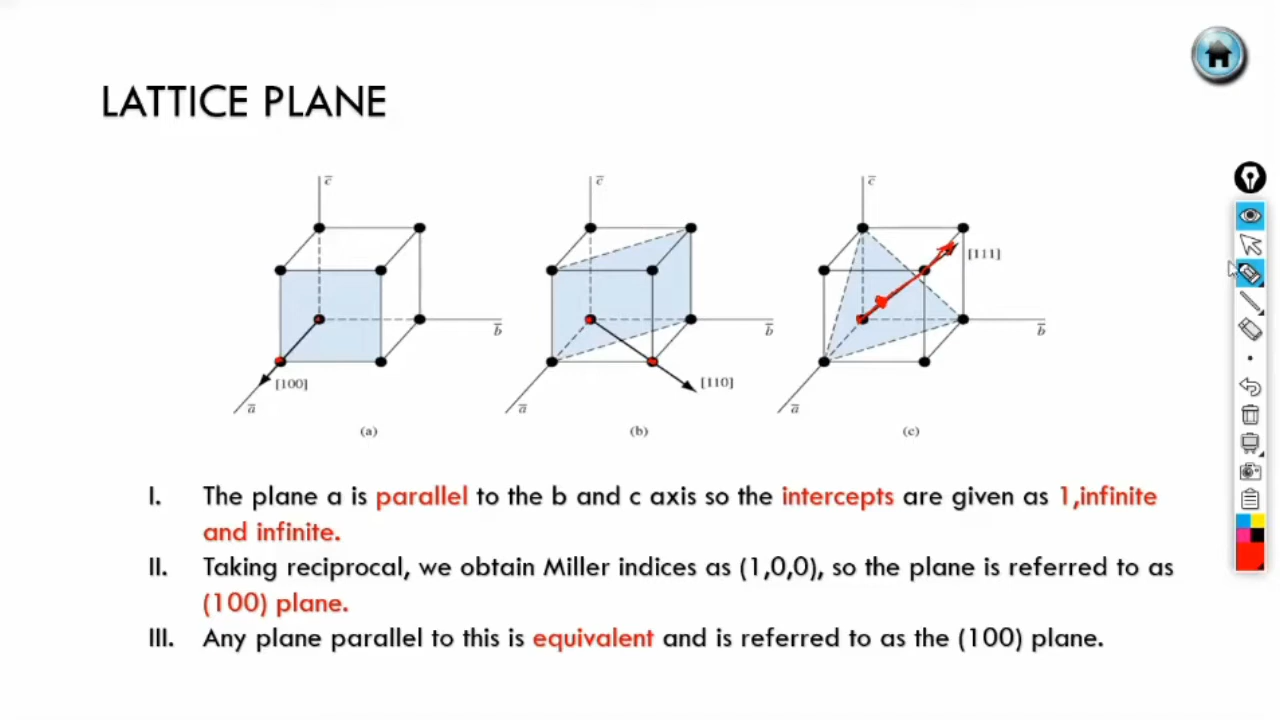 LATTICE PLANE
c̄
c̄
c̄
[111]
b̄
b̄
b̄
[100]
[110]
ā
ā
ā
(a)
(b)
(c)
I. The plane a is parallel to the b and c axis so the intercepts are given as 1,infinite
and infinite.
II. Taking reciprocal, we obtain Miller indices as (1,0,0), so the plane is referred to as
(100) plane.
III. Any plane parallel to this is equivalent and is referred to as the (100) plane.